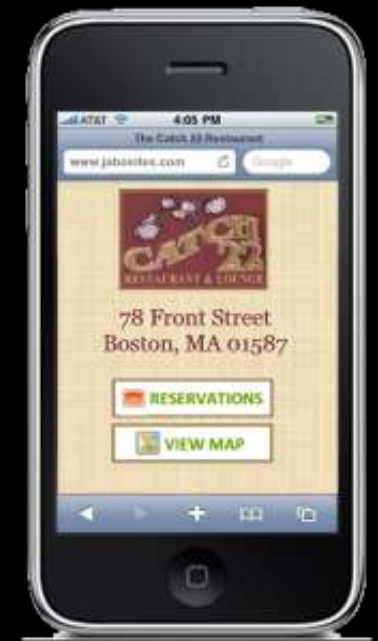 AT&T 4:05 PM
The Catch 22 Restaurant
www.jabosites.com Google
CATCH 22
RESTAURANT & LOUNGE
78 Front Street
Boston, MA 01587
RESERVATIONS
VIEW MAP